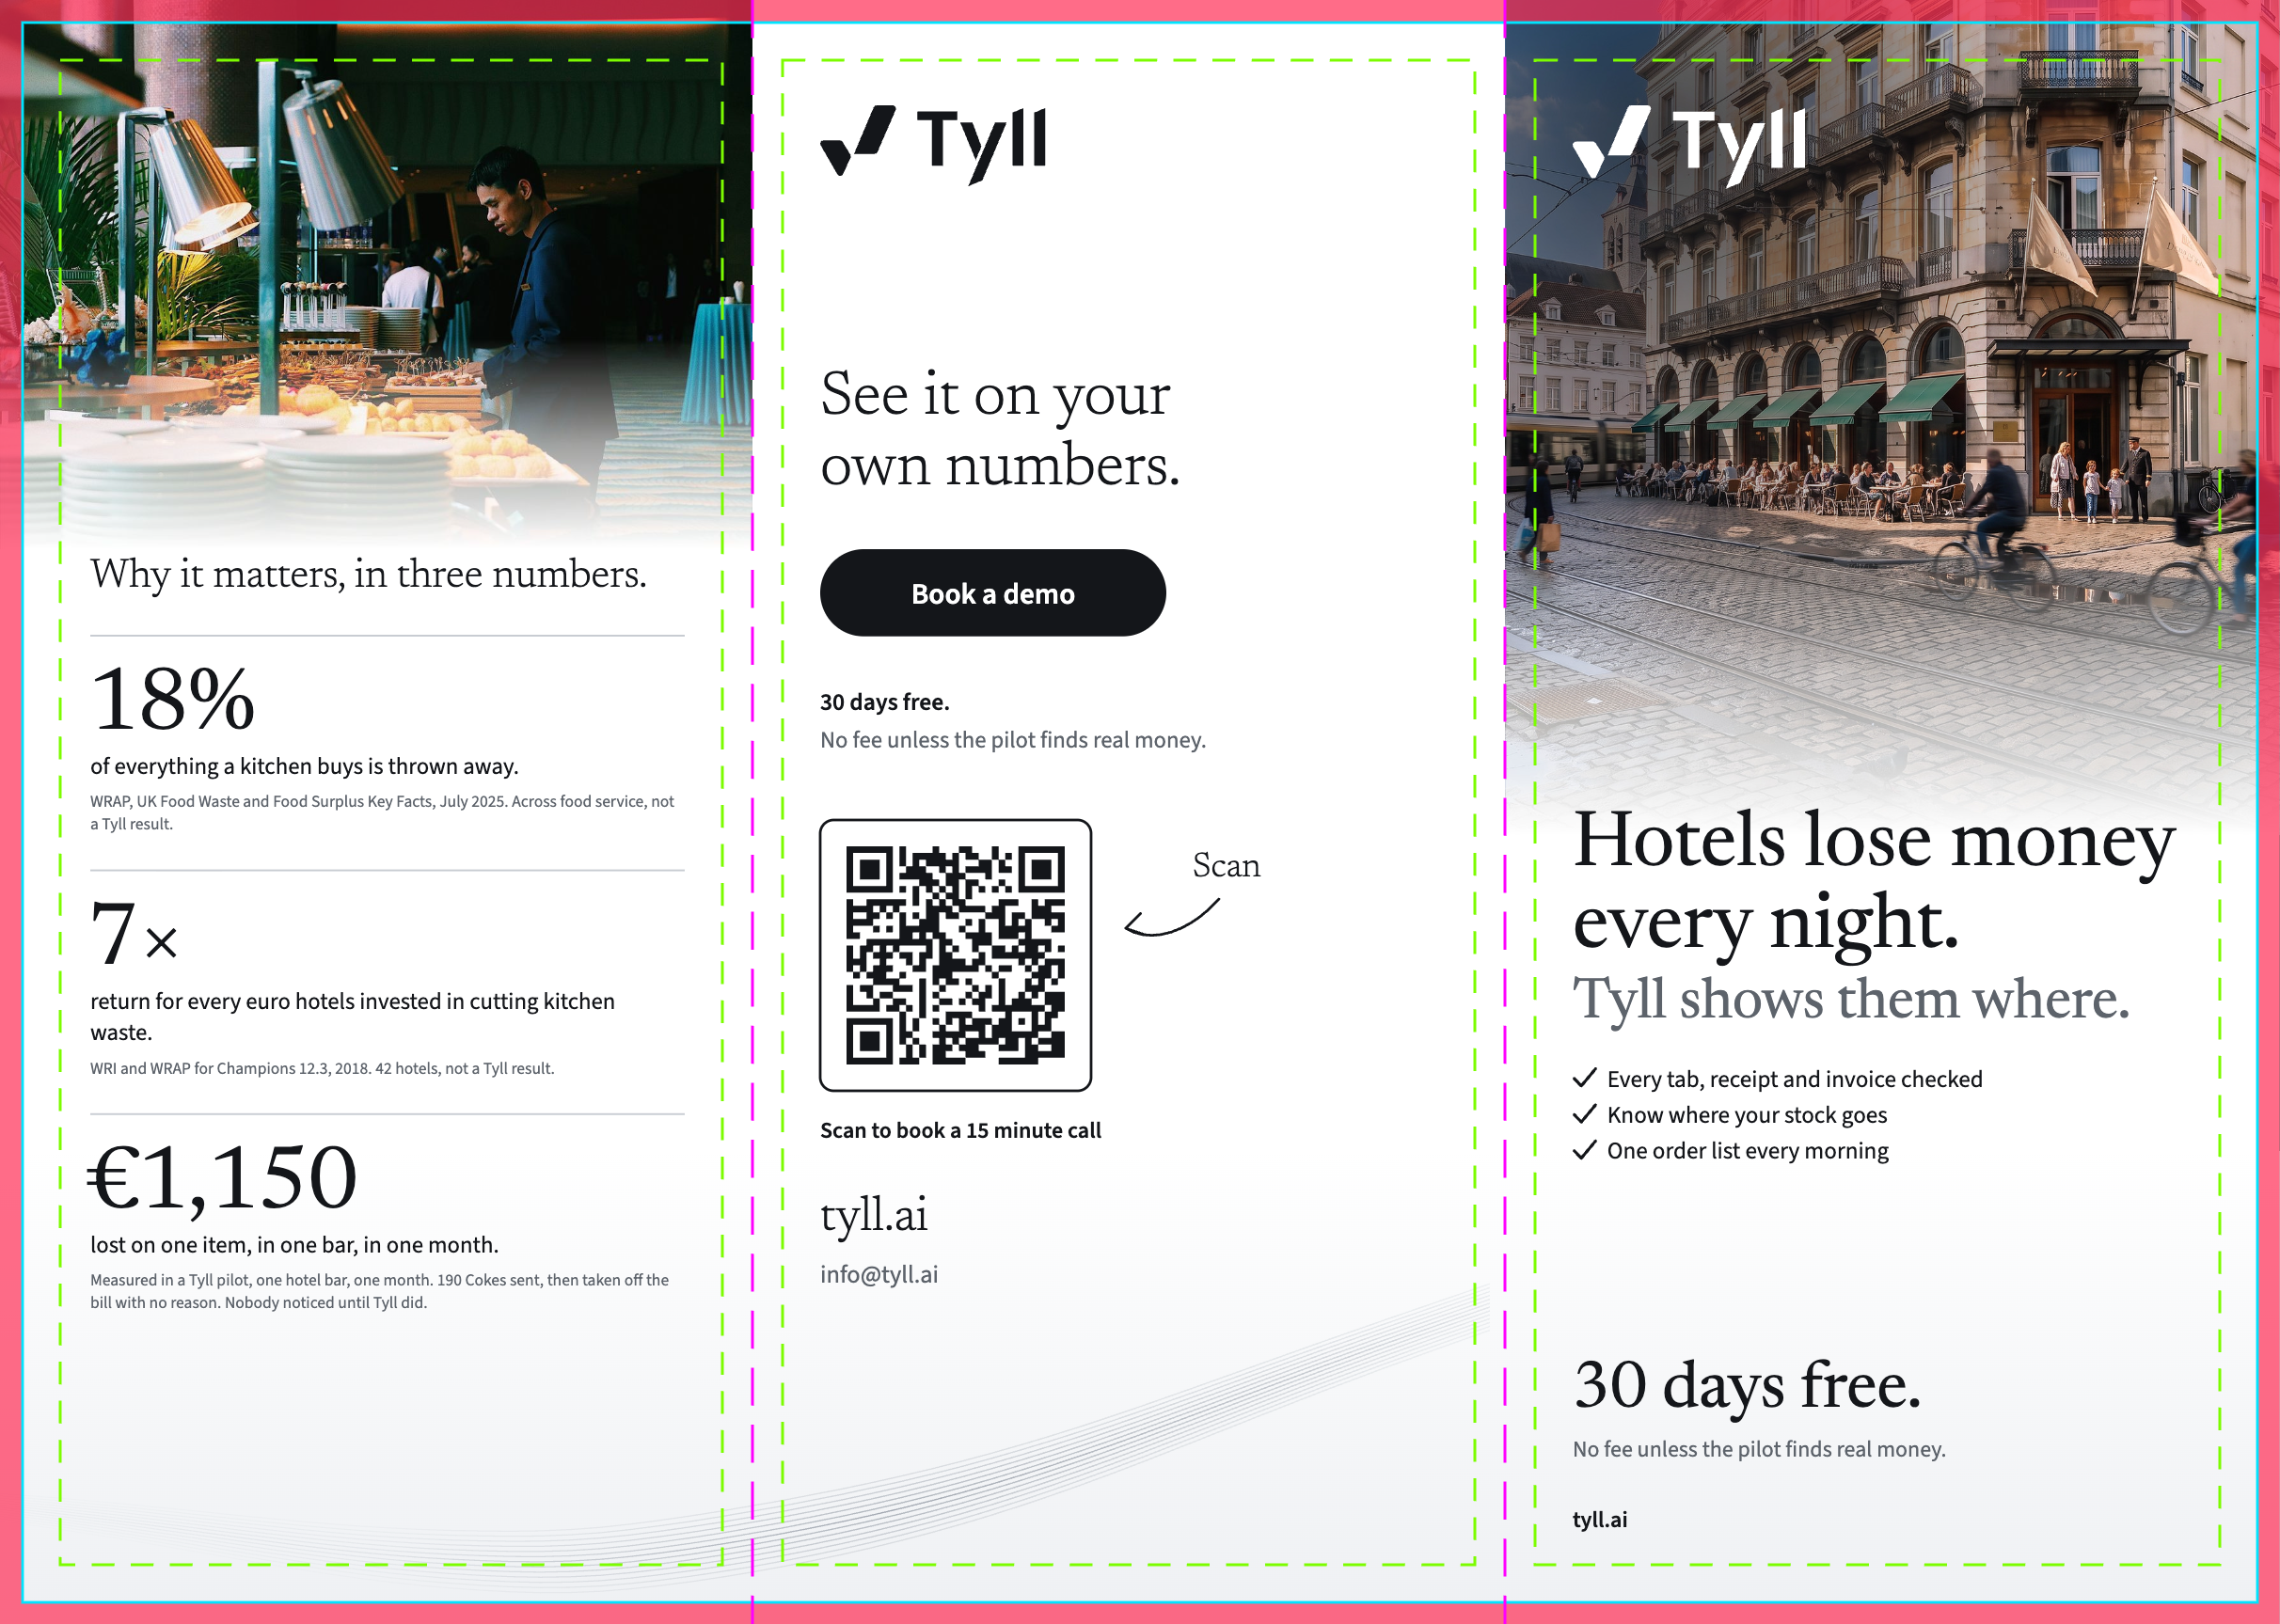 Why it matters, in three numbers.
18%
of everything a kitchen buys is thrown away.
WRAP, UK Food Waste and Food Surplus Key Facts, July 2025. Across food service, not
a Tyll result.
7×
return for every euro hotels invested in cutting kitchen
waste.
WRI and WRAP for Champions 12.3, 2018. 42 hotels, not a Tyll result.
€1,150
lost on one item, in one bar, in one month.
Measured in a Tyll pilot, one hotel bar, one month. 190 Cokes sent, then taken off the
bill with no reason. Nobody noticed until Tyll did.
Tyll
See it on your
own numbers.
Book a demo
30 days free.
No fee unless the pilot finds real money.
Scan
Scan to book a 15 minute call
tyll.ai
info@tyll.ai
Tyll
Hotels lose money
every night.
Tyll shows them where.
Every tab, receipt and invoice checked
Know where your stock goes
One order list every morning
30 days free.
No fee unless the pilot finds real money.
tyll.ai